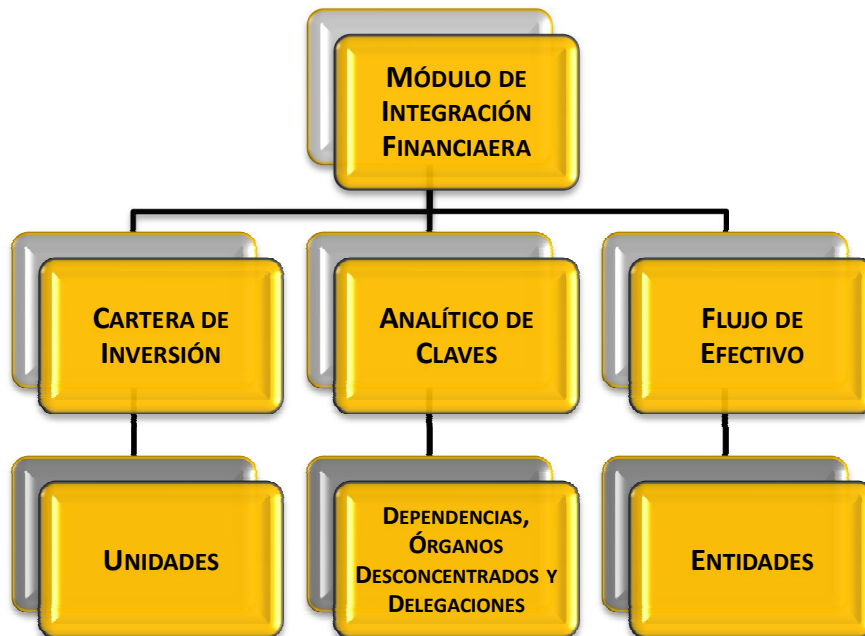 MÓDULO DE
INTEGRACIÓN
FINANCIAERA
CARTERA DE
INVERSIÓN
ANALÍTICO DE
CLAVES
FLUJO DE
EFECTIVO
UNIDADES
DEPENDENCIAS,
ÓRGANOS
DESCONCENTRADOS Y
DELEGACIONES
ENTIDADES